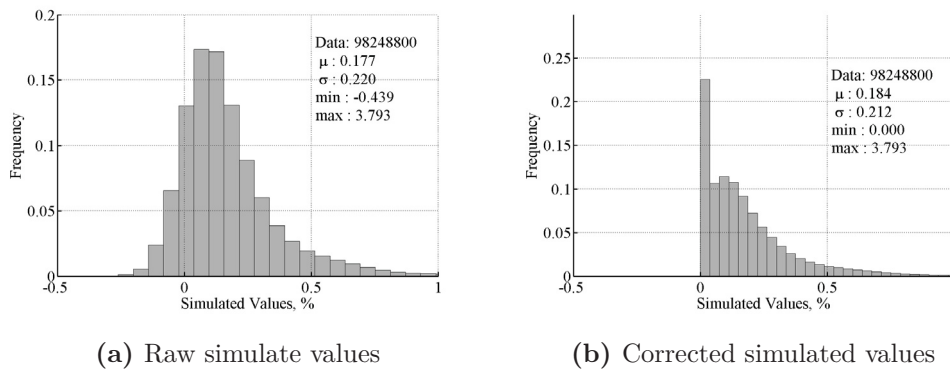 0.2
0.15
0.1
0.05
0
Frequency
Data: 98248800
μ : 0.177
σ : 0.220
min : -0.439
max : 3.793
-0.5
0
0.5
1
Simulated Values, %
(a) Raw simulate values
0.25
0.2
0.15
0.1
0.05
0
Frequency
Data: 98248800
μ : 0.184
σ : 0.212
min : 0.000
max : 3.793
-0.5
0
0.5
Simulated Values, %
(b) Corrected simulated values